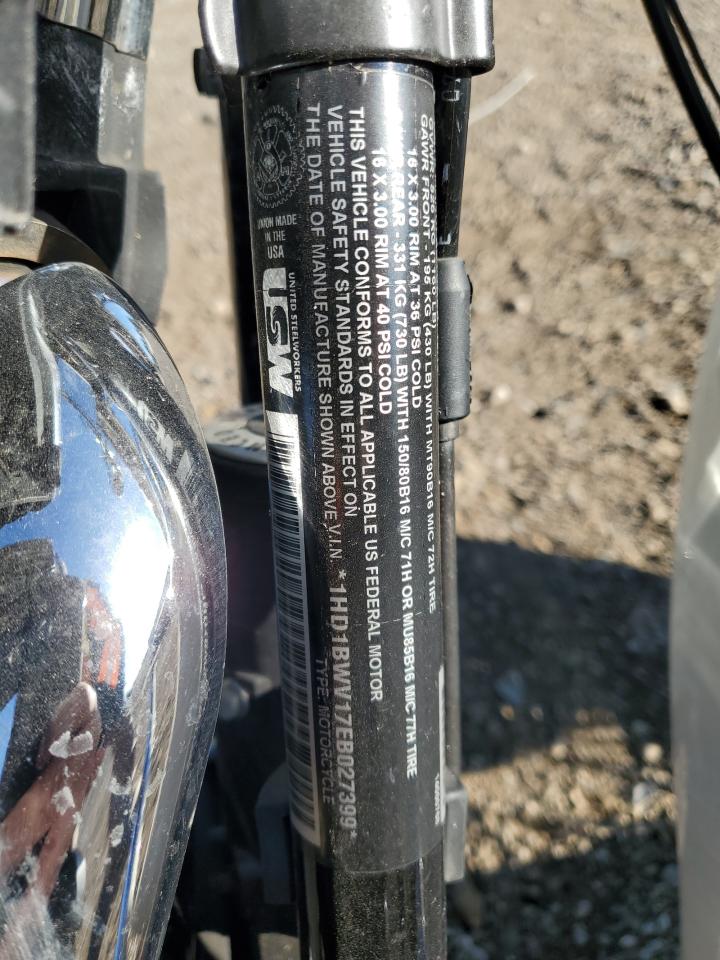 GAWR FRONT - 195 KG (430 LB) WITH MT90B16 M/C 72H TIRE
16 X 3.00 RIM AT 36 PSI COLD
REAR - 331 KG (730 LB) WITH 150/80B16 M/C 71H OR MU85B16 M/C 77H TIRE
16 X 3.00 RIM AT 40 PSI COLD
THIS VEHICLE CONFORMS TO ALL APPLICABLE US FEDERAL MOTOR
VEHICLE SAFETY STANDARDS IN EFFECT ON
THE DATE OF MANUFACTURE SHOWN ABOVE V.I.N. *1HD1BWV17EB027399*
TYPE: MOTORCYCLE
UNION MADE
IN THE
USA
USW
UNITED STEELWORKERS